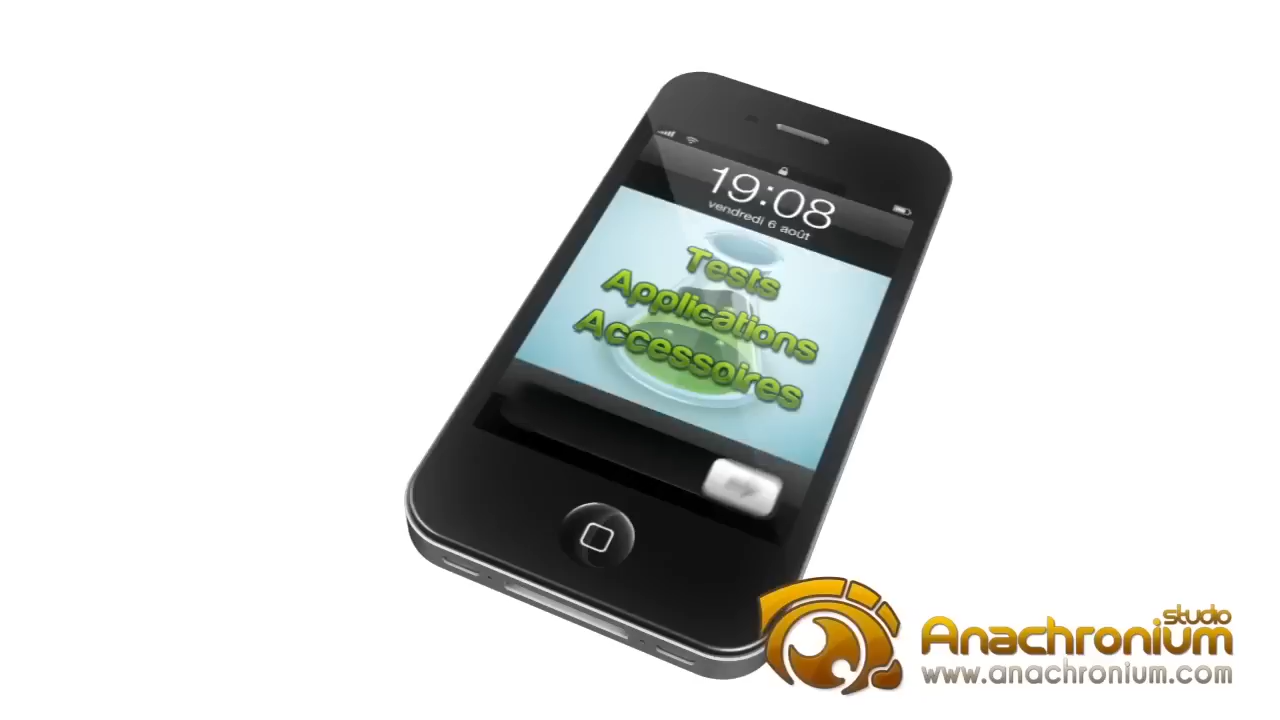 19:08
vendredi 6 août
Tests
Applications
Accessoires
studio
Anachronium
www.anachronium.com